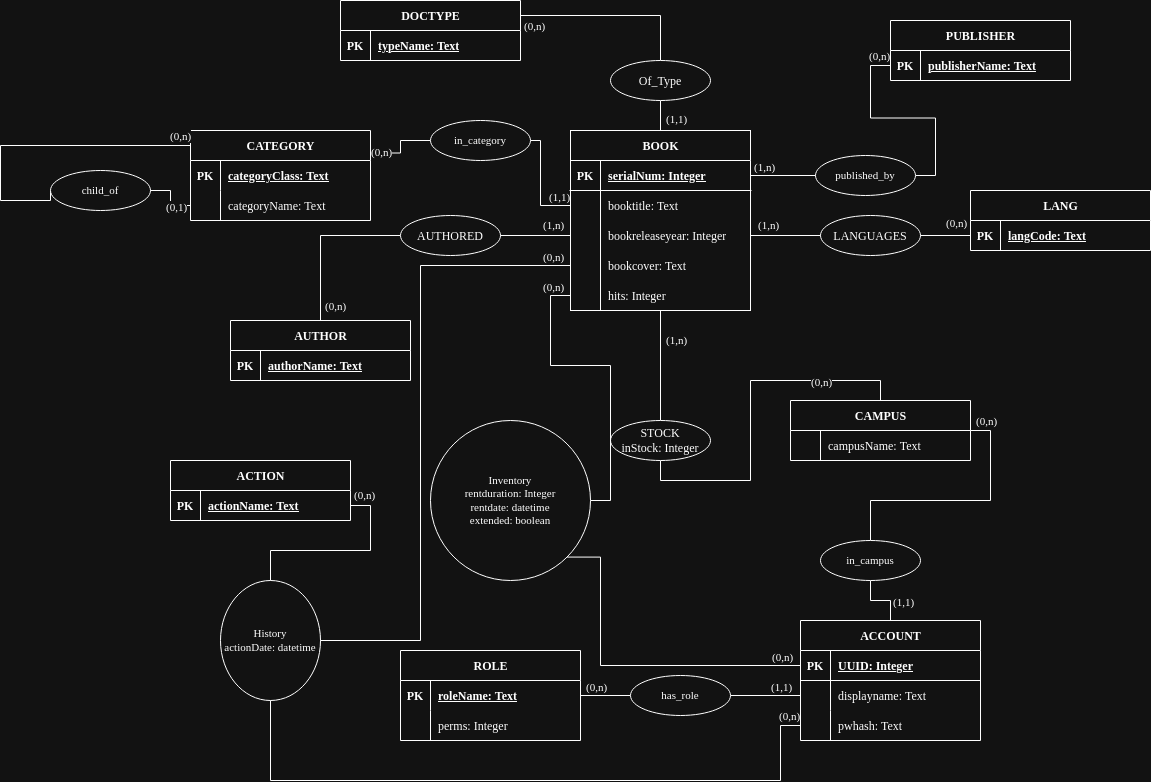 DOCTYPE
PK typeName: Text
(0,n)
Of_Type
(1,1)
PUBLISHER
PK publisherName: Text
(0,n)
published_by
(1,n)
CATEGORY
PK categoryClass: Text
categoryName: Text
(0,n)
child_of
(0,1)
(0,n)
in_category
(1,1)
BOOK
PK serialNum: Integer
booktitle: Text
bookreleaseyear: Integer
bookcover: Text
hits: Integer
LANG
PK langCode: Text
(0,n)
LANGUAGES
(1,n)
AUTHORED
(1,n)
(0,n)
(0,n)
(0,n)
AUTHOR
PK authorName: Text
(1,n)
STOCK
inStock: Integer
(0,n)
CAMPUS
campusName: Text
(0,n)
ACTION
PK actionName: Text
(0,n)
Inventory
rentduration: Integer
rentdate: datetime
extended: boolean
in_campus
(1,1)
History
actionDate: datetime
ROLE
PK roleName: Text
perms: Integer
(0,n)
has_role
(1,1)
(0,n)
(0,n)
ACCOUNT
PK UUID: Integer
displayname: Text
pwhash: Text